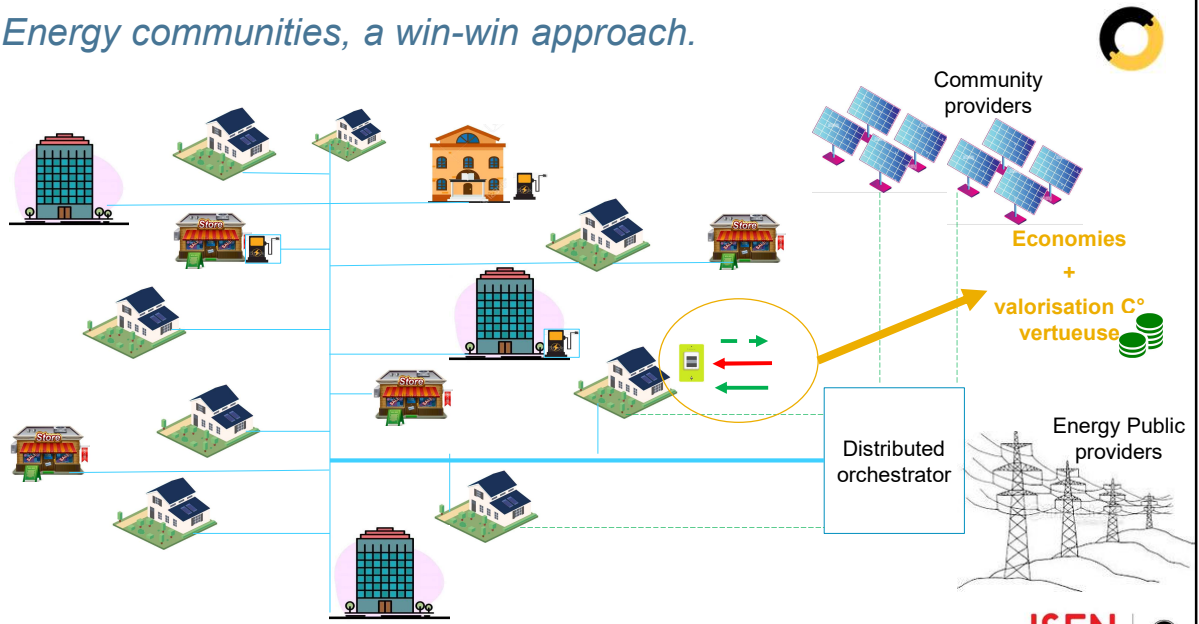 Energy communities, a win-win approach.
Community
providers
Store
Store
Economies
+
valorisation C°
vertueuse
Store
Store
Distributed
orchestrator
Energy Public
providers
ISEN